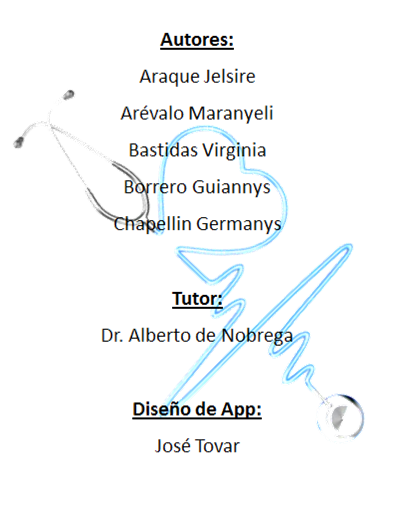 Autores:
Araque Jelsire
Arévalo Maranyeli
Bastidas Virginia
Borrero Guiannys
Chapellin Germanys
Tutor:
Dr. Alberto de Nobrega
Diseño de App:
José Tovar